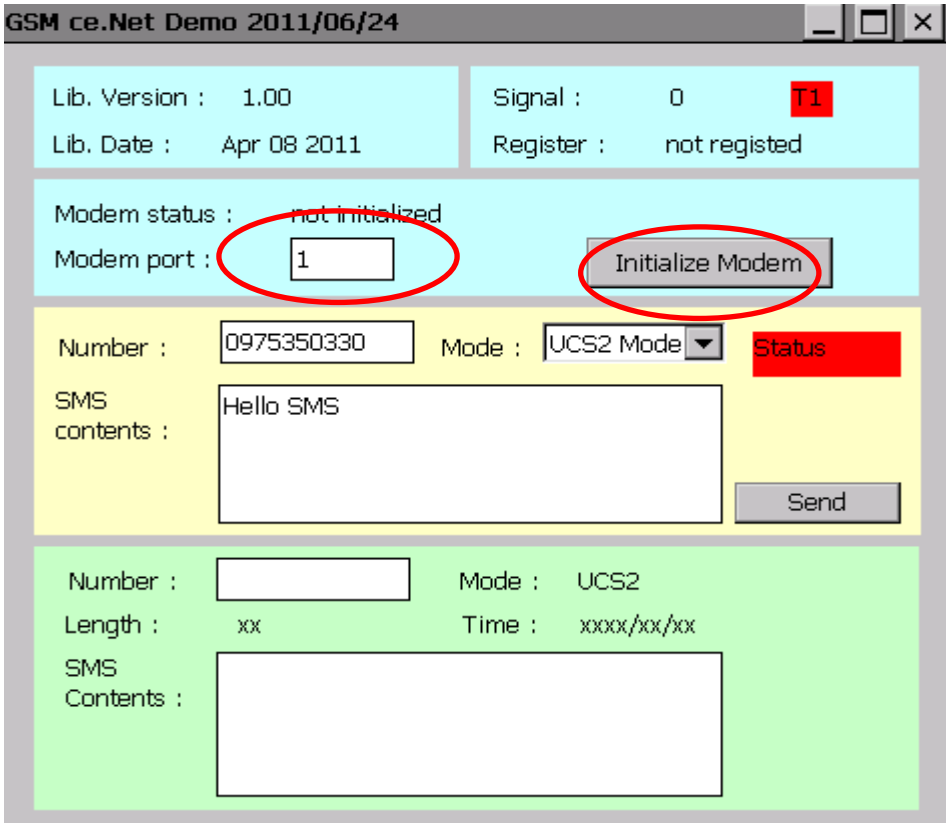 GSM ce.Net Demo 2011/06/24
Lib. Version : 1.00
Lib. Date : Apr 08 2011
Signal : 0 T1
Register : not registed
Modem status : not initialized
Modem port : 1
Initialize Modem
Number : 0975350330 Mode : UCS2 Mode Status
SMS
contents :
Hello SMS
Send
Number : Mode : UCS2
Length : xx Time : xxxx/xx/xx
SMS
Contents :